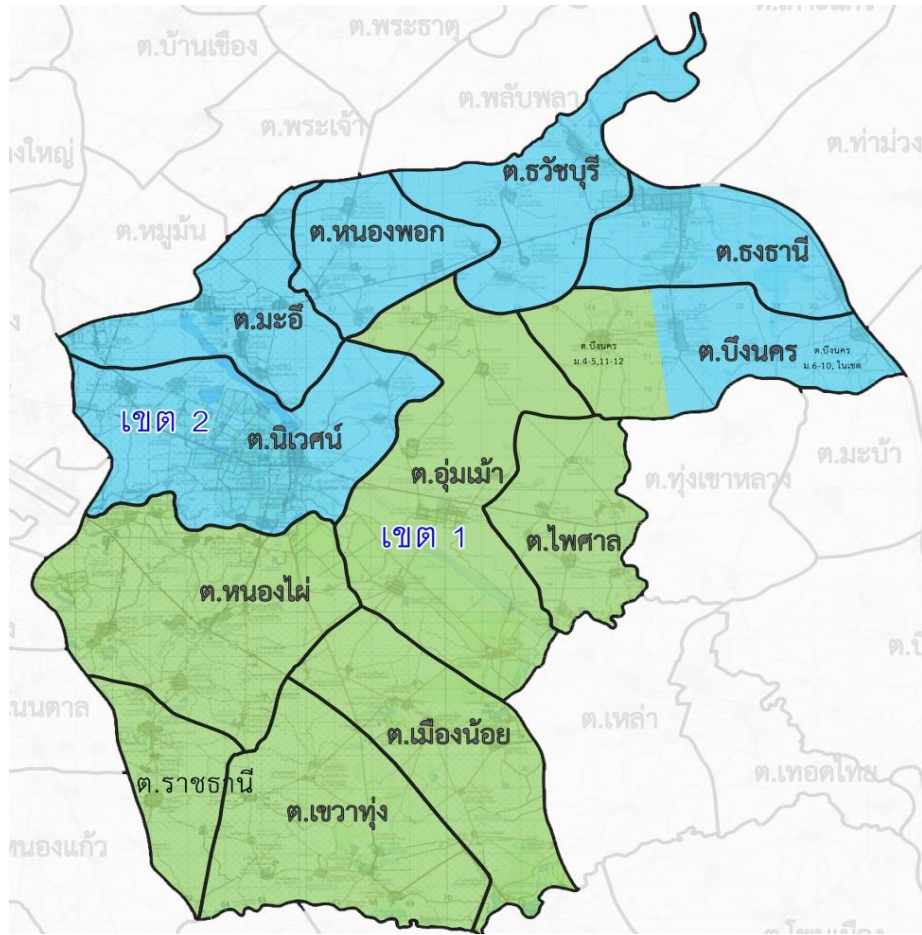 ต.พระธาตุ
ต.บ้านเขือง
ต.พลับพลา
ต.พระเจ้า
ต.ท่าม่วง
ต.ธวัชบุรี
ต.หมูม้น
ต.หนองพอก
ต.ธงธานี
ต.มะอึ
ต.บึงนคร
ม.4-5,11-12
ต.บึงนคร
ต.บึงนคร
ม.6-10, ในเขต
เขต 2
ต.นิเวศน์
ต.มะบ้า
ต.อุ่มเม้า
ต.ทุ่งเขาหลวง
เขต 1
ต.ไพศาล
ต.หนองไผ่
ต.เหล่า
ต.เมืองน้อย
ต.เทอดไทย
ต.ราชธานี
ต.เขวาทุ่ง